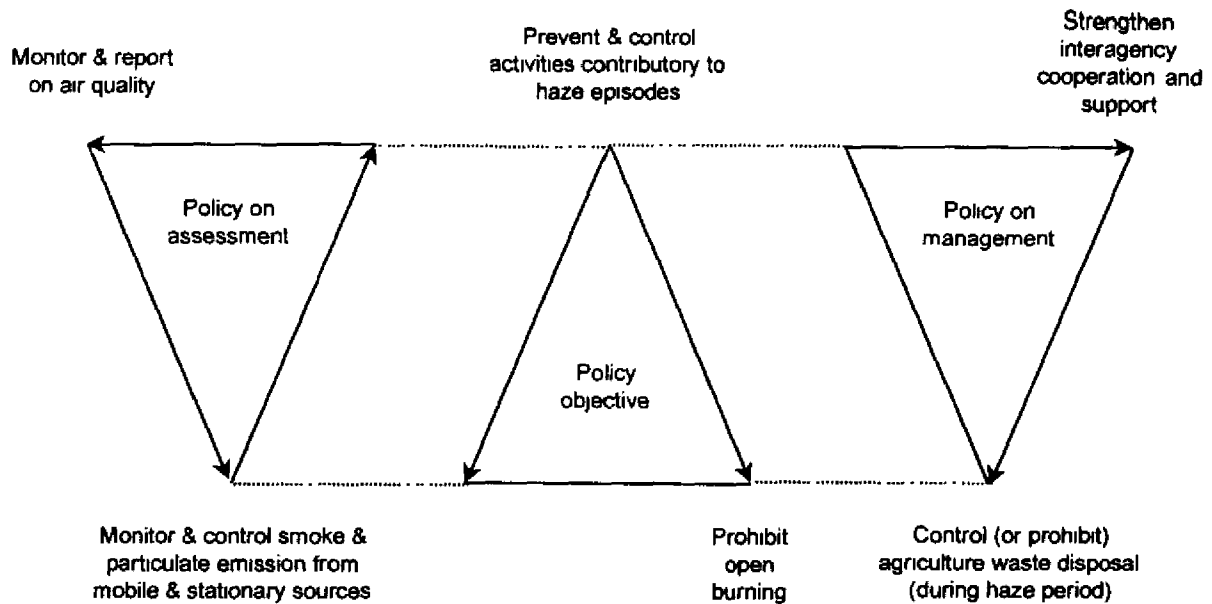 Monitor & report
on air quality
Prevent & control
activities contributory to
haze episodes
Strengthen
interagency
cooperation and
support
Policy on
assessment
Policy
objective
Policy on
management
Monitor & control smoke &
particulate emission from
mobile & stationary sources
Prohibit
open
burning
Control (or prohibit)
agriculture waste disposal
(during haze period)